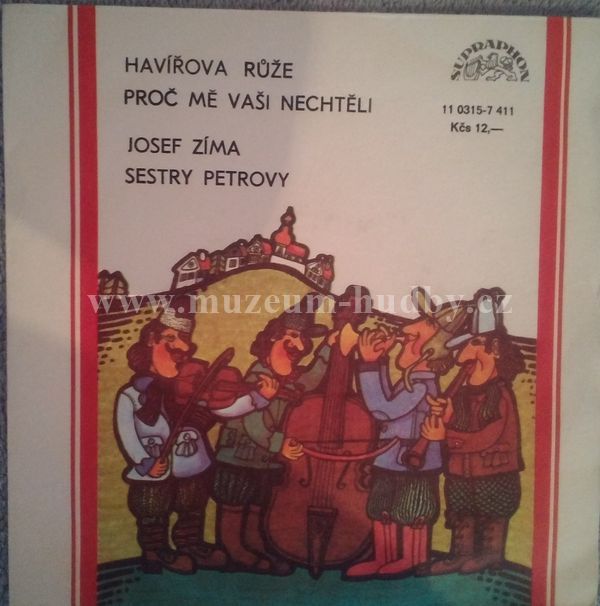 HAVÍŘOVA RŮŽE
PROČ MĚ VAŠI NECHTĚLI
JOSEF ZÍMA
SESTRY PETROVY
SUPRAPHON
11 0315-7 411
Kčs 12,—
www.muzeum-hudby.cz